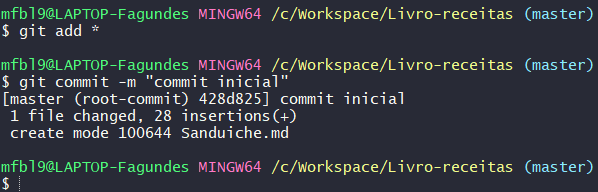 mfbl9@LAPTOP-Fagundes MINGW64 /c/Workspace/Livro-receitas (master)
$ git add *
mfbl9@LAPTOP-Fagundes MINGW64 /c/Workspace/Livro-receitas (master)
$ git commit -m "commit inicial"
[master (root-commit) 428d825] commit inicial
 1 file changed, 28 insertions(+)
 create mode 100644 Sanduiche.md
mfbl9@LAPTOP-Fagundes MINGW64 /c/Workspace/Livro-receitas (master)
$